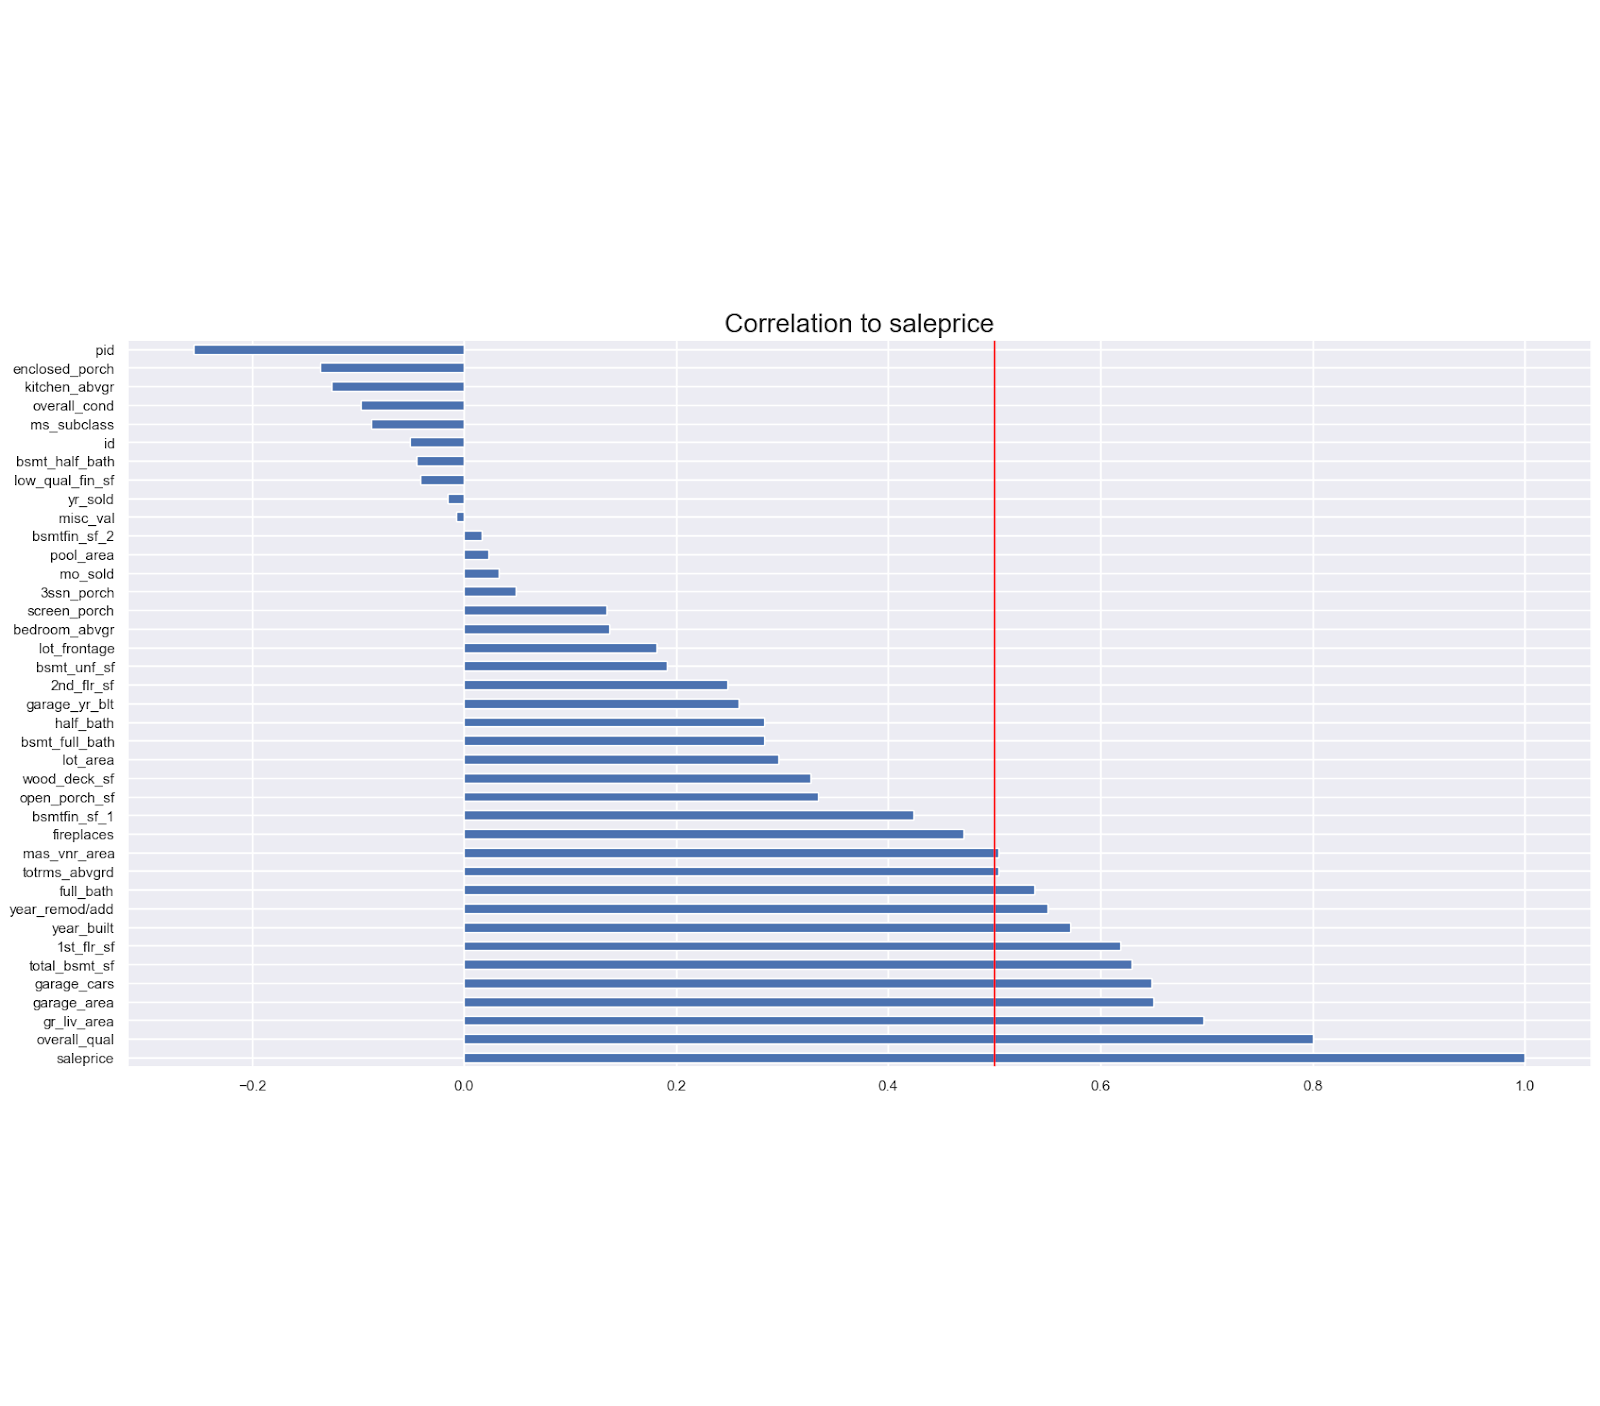 Correlation to saleprice
pid
enclosed_porch
kitchen_abvgr
overall_cond
ms_subclass
id
bsmt_half_bath
low_qual_fin_sf
yr_sold
misc_val
bsmtfin_sf_2
pool_area
mo_sold
3ssn_porch
screen_porch
bedroom_abvgr
lot_frontage
bsmt_unf_sf
2nd_flr_sf
garage_yr_blt
half_bath
bsmt_full_bath
lot_area
wood_deck_sf
open_porch_sf
bsmtfin_sf_1
fireplaces
mas_vnr_area
totrms_abvgrd
full_bath
year_remod/add
year_built
1st_flr_sf
total_bsmt_sf
garage_cars
garage_area
gr_liv_area
overall_qual
saleprice
−0.2 0.0 0.2 0.4 0.6 0.8 1.0